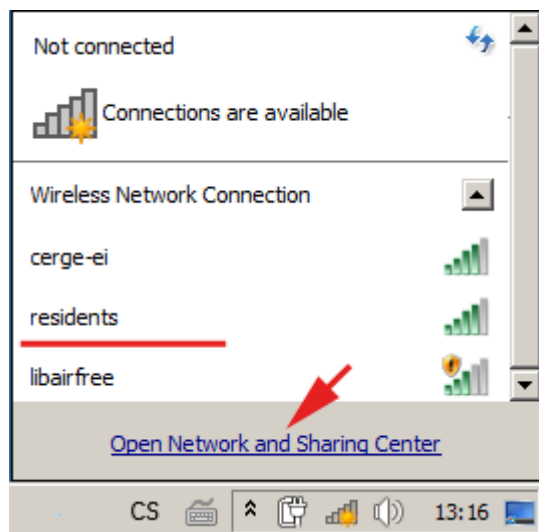 Not connected
Connections are available
Wireless Network Connection
cerge-ei
residents
libairfree
Open Network and Sharing Center
CS 13:16